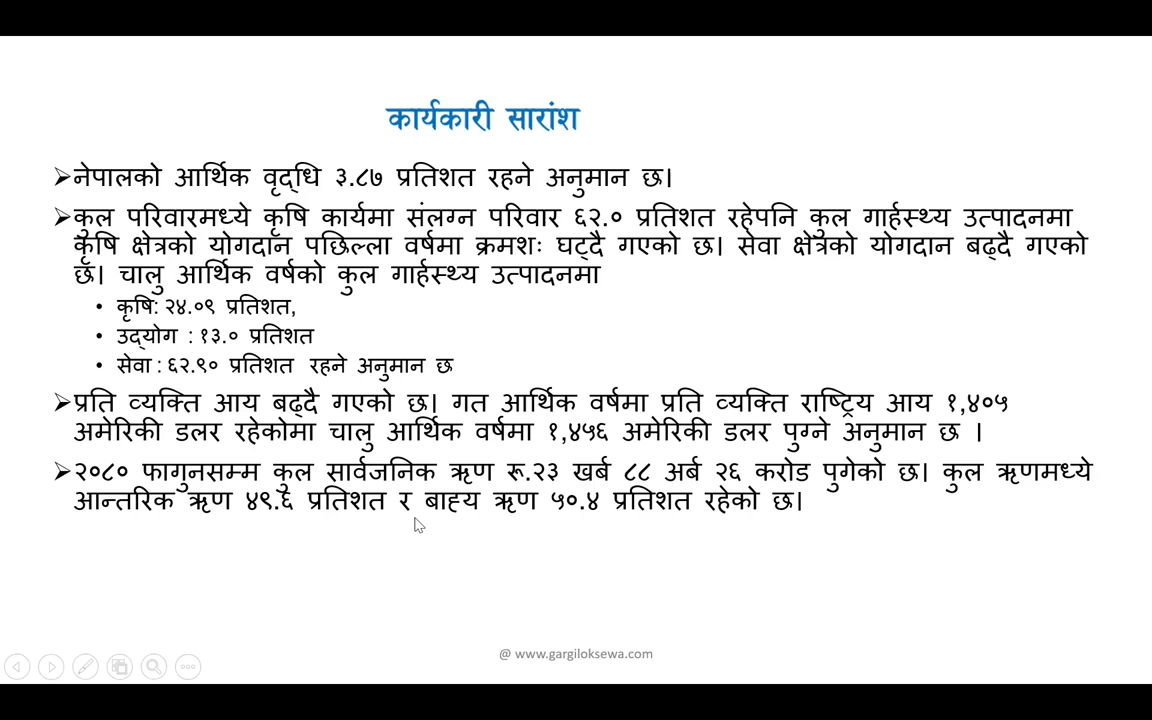 कार्यकारी सारांश
➢नेपालको आर्थिक वृद्धि ३.८७ प्रतिशत रहने अनुमान छ।
➢कुल परिवारमध्ये कृषि कार्यमा संलग्न परिवार ६२.० प्रतिशत रहेपनि कुल गार्हस्थ्य उत्पादनमा
कृषि क्षेत्रको योगदान पछिल्ला वर्षमा क्रमशः घट्दै गएको छ। सेवा क्षेत्रको योगदान बढ्दै गएको
छ। चालु आर्थिक वर्षको कुल गार्हस्थ्य उत्पादनमा
• कृषि: २४.०९ प्रतिशत,
• उद्योग : १३.० प्रतिशत
• सेवा : ६२.९० प्रतिशत रहने अनुमान छ
➢प्रति व्यक्ति आय बढ्दै गएको छ। गत आर्थिक वर्षमा प्रति व्यक्ति राष्ट्रिय आय १,४०५
अमेरिकी डलर रहेकोमा चालु आर्थिक वर्षमा १,४५६ अमेरिकी डलर पुग्ने अनुमान छ ।
➢२०८० फागुनसम्म कुल सार्वजनिक ऋण रू.२३ खर्ब ८८ अर्ब २६ करोड पुगेको छ। कुल ऋणमध्ये
आन्तरिक ऋण ४९.६ प्रतिशत र बाह्य ऋण ५०.४ प्रतिशत रहेको छ।
@ www.gargiloksewa.com